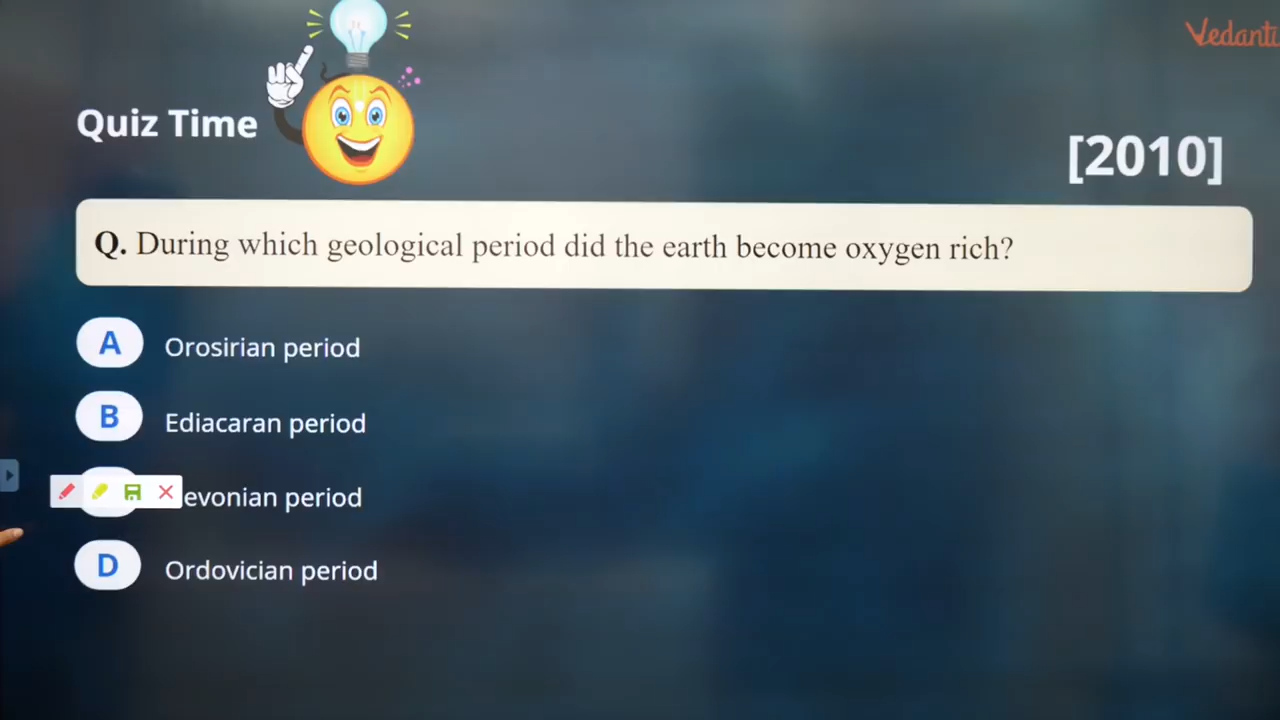 Vedantu
Quiz Time
[2010]
Q. During which geological period did the earth become oxygen rich?
A Orosirian period
B Ediacaran period
evonian period
D Ordovician period